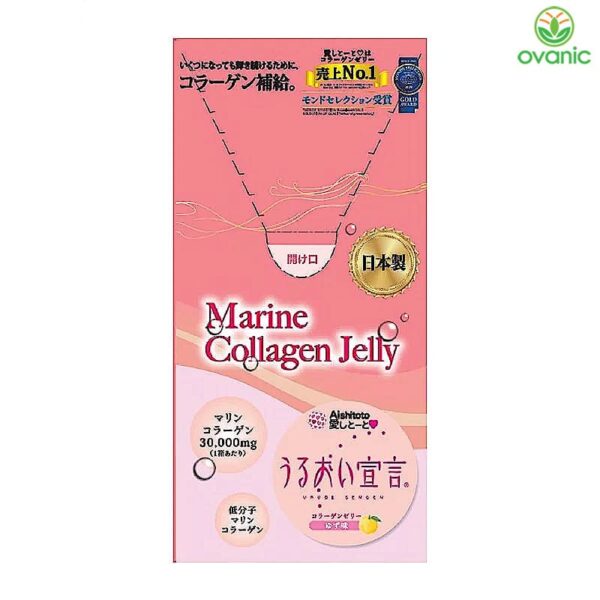 ovanic
いくつになっても輝き続けるために、
コラーゲン補給。
愛しとーと♡は
コラーゲンゼリー
売上No.1
モンドセレクション受賞
GOLD
開け口
日本製
Marine
Collagen Jelly
マリン
コラーゲン
30,000mg
(1箱あたり)
Aishitoto
愛しとーと♥
うるおい宣言®
URUOI SENGEN
コラーゲンゼリー
ゆず味
低分子
マリン
コラーゲン